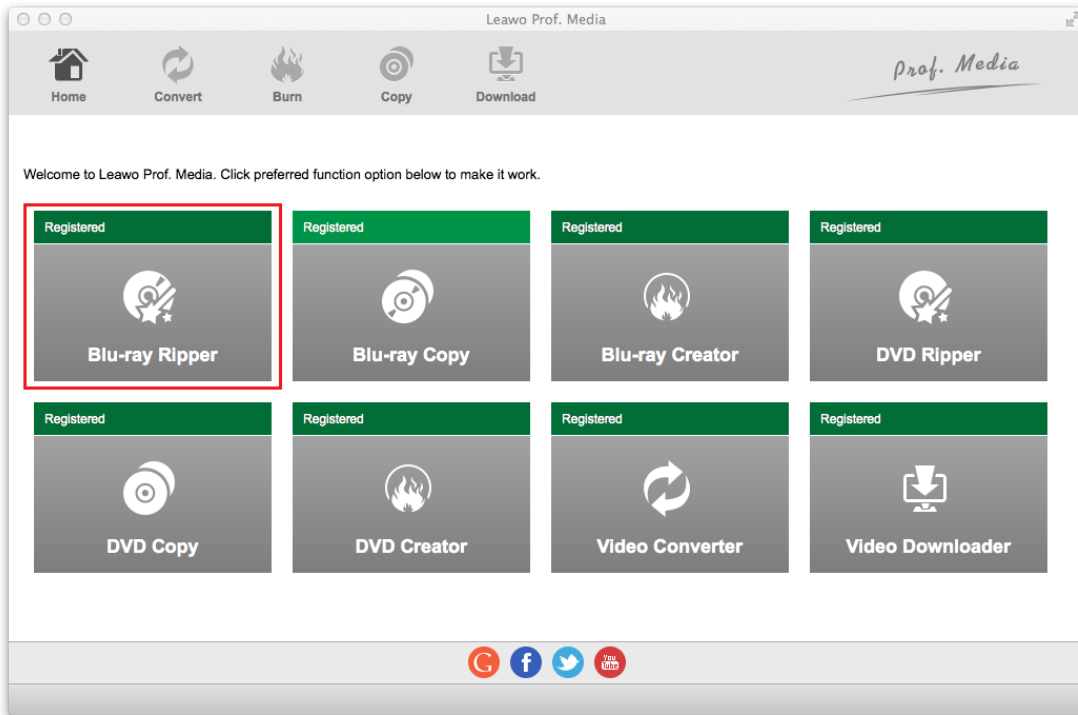 Leawo Prof. Media
Prof. Media
Home Convert Burn Copy Download
Welcome to Leawo Prof. Media. Click preferred function option below to make it work.
Registered Registered Registered Registered
Blu-ray Ripper Blu-ray Copy Blu-ray Creator DVD Ripper
Registered Registered Registered Registered
DVD Copy DVD Creator Video Converter Video Downloader
G f You Tube